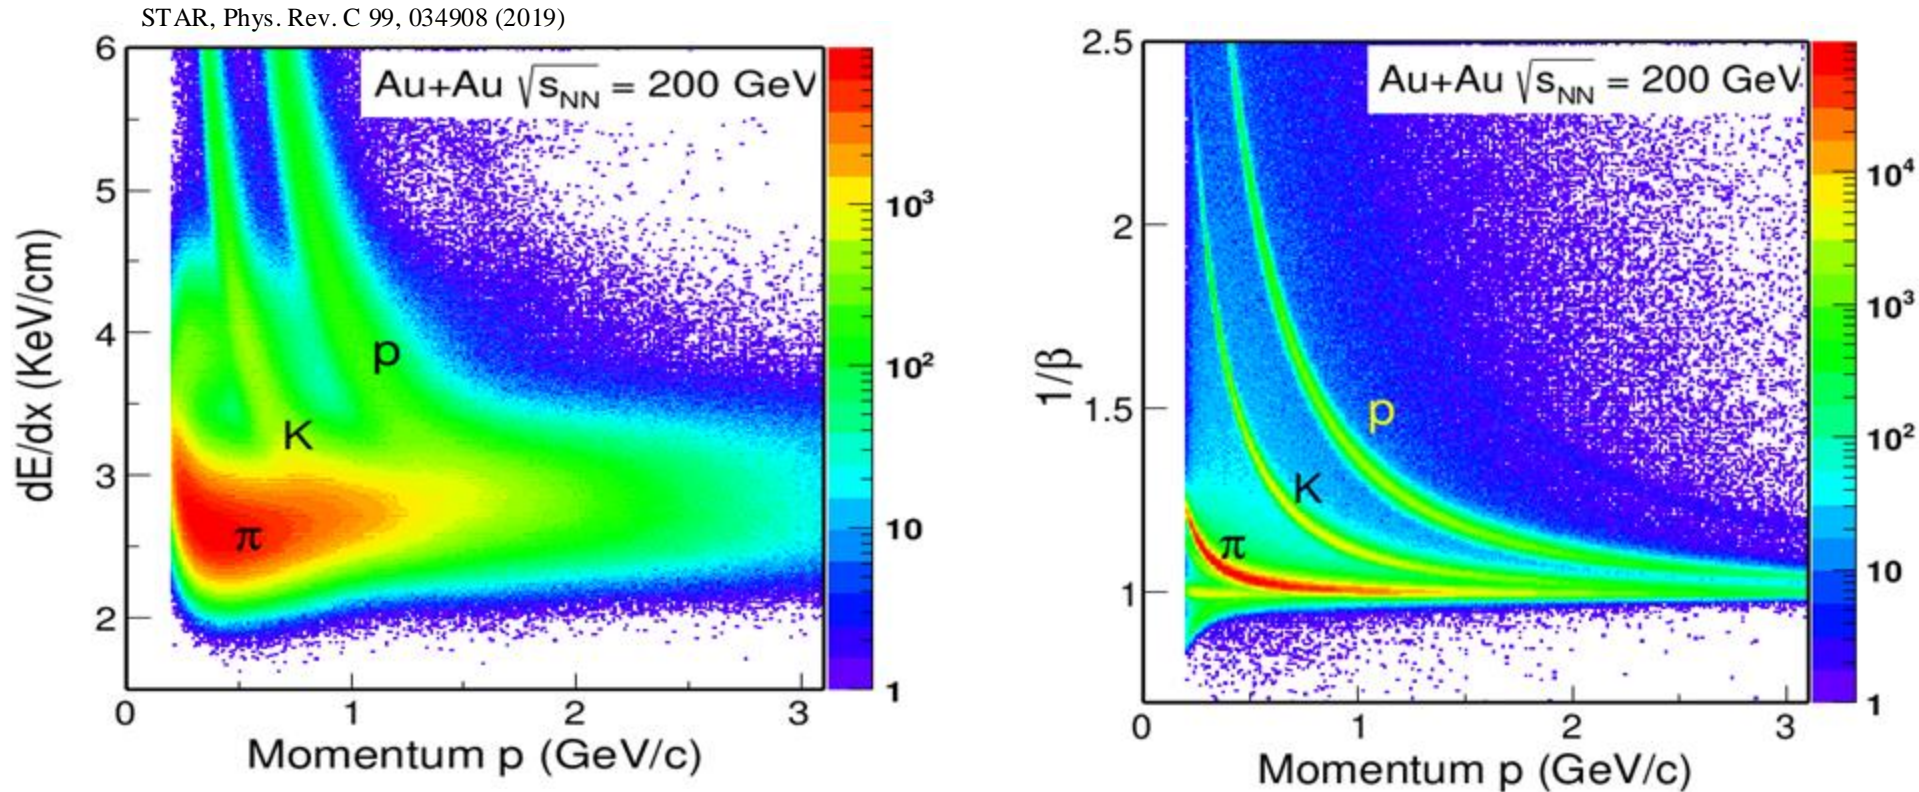 STAR, Phys. Rev. C 99, 034908 (2019)
Au+Au √sNN = 200 GeV
dE/dx (KeV/cm)
6
5
4
3
2
p
K
π
0 1 2 3
Momentum p (GeV/c)
10³
10²
10
1
Au+Au √sNN = 200 GeV
1/β
2.5
2
1.5
1
p
K
π
0 1 2 3
Momentum p (GeV/c)
10⁴
10³
10²
10
1